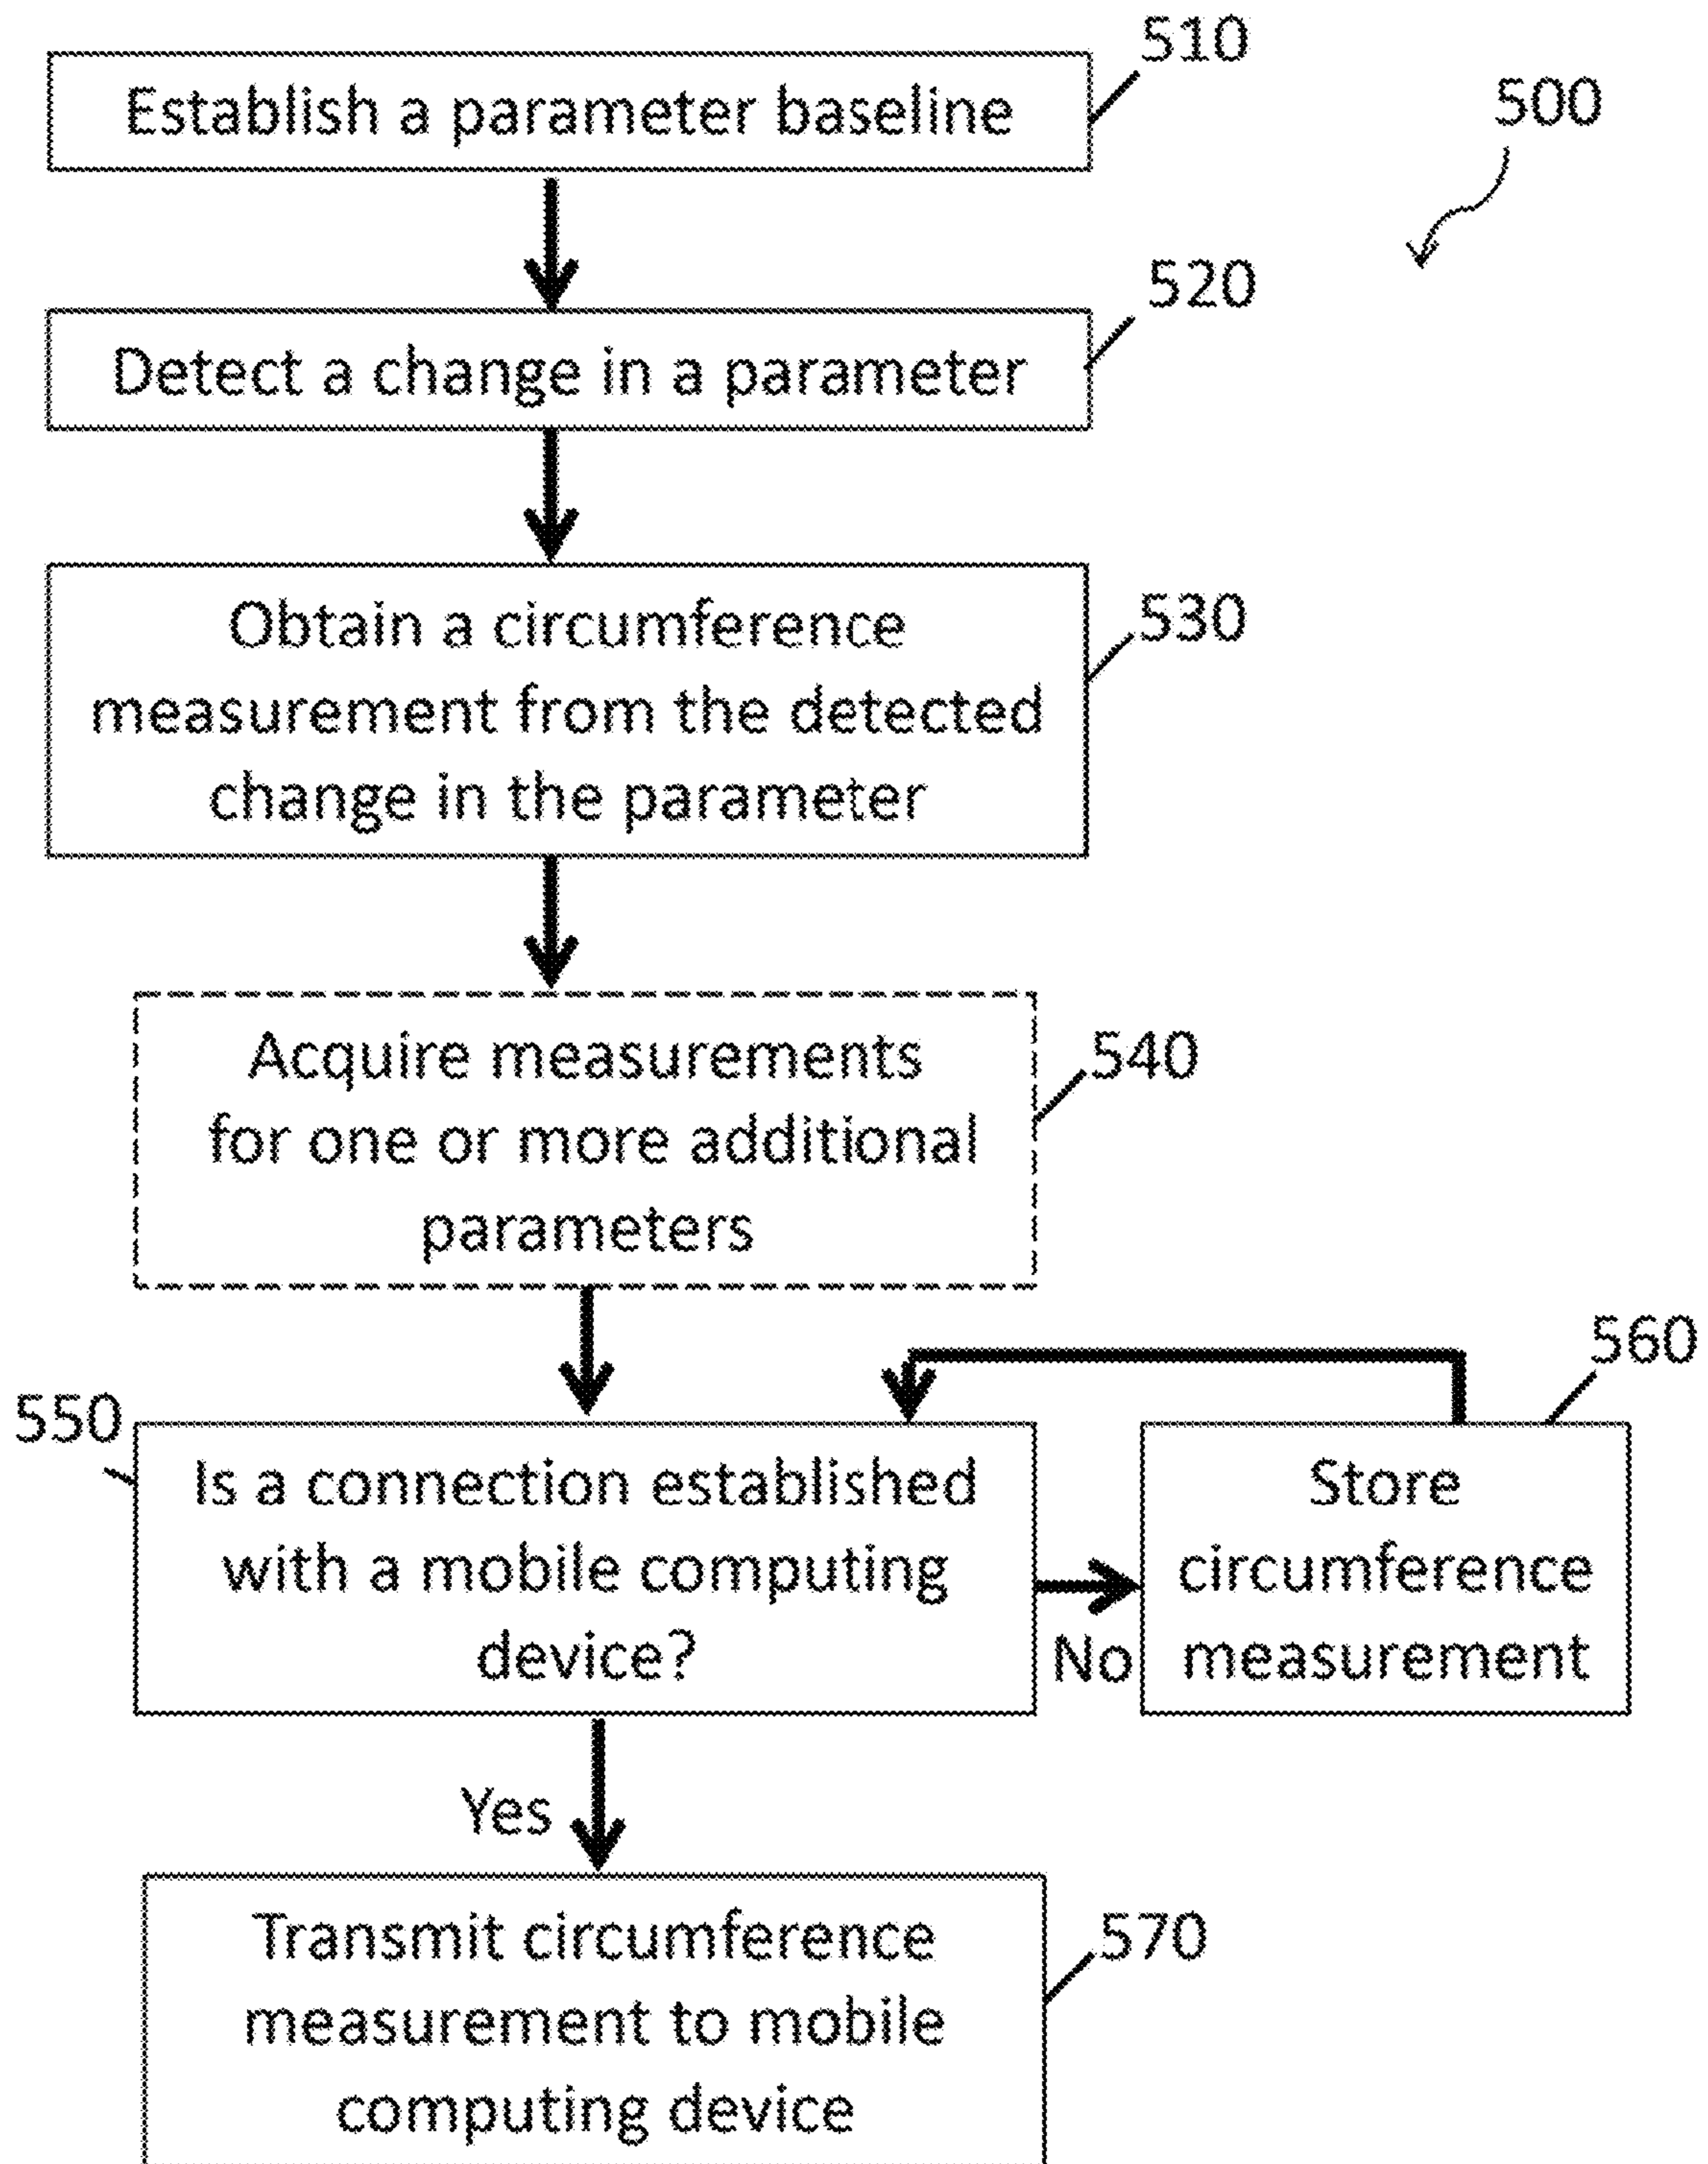 510
Establish a parameter baseline
500
520
Detect a change in a parameter
530
Obtain a circumference
measurement from the detected
change in the parameter
540
Acquire measurements
for one or more additional
parameters
560
550
Is a connection established
with a mobile computing
device?
No
Store
circumference
measurement
Yes
570
Transmit circumference
measurement to mobile
computing device